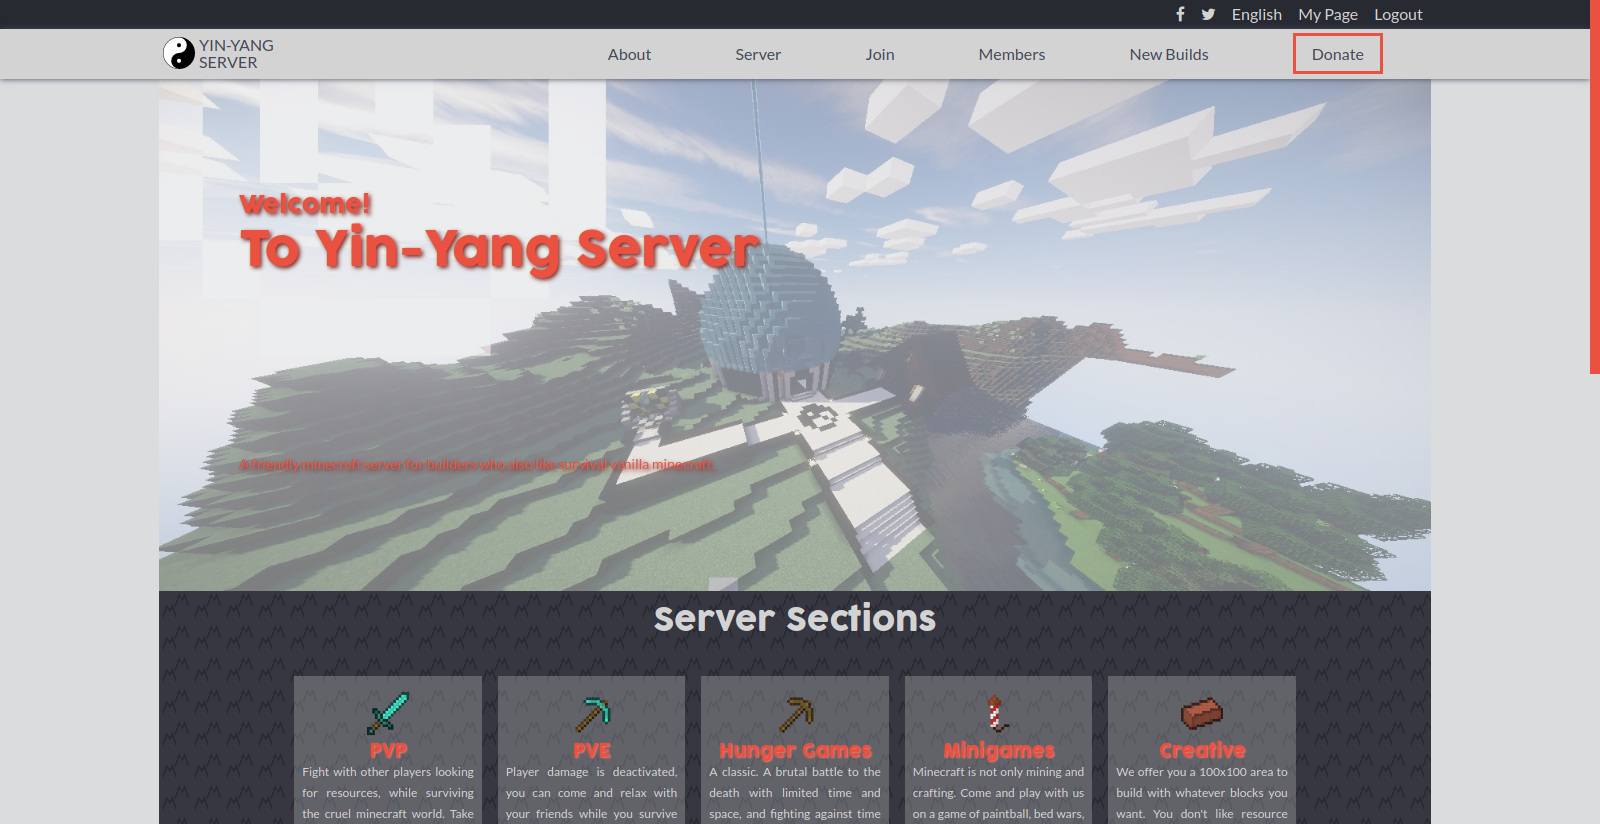 English My Page Logout
YIN-YANG
SERVER
About Server Join Members New Builds Donate
Welcome!
To Yin-Yang Server
A friendly minecraft server for builders who also like survival vanilla minecraft.
Server Sections
PVP
Fight with other players looking
for resources, while surviving
the cruel minecraft world. Take
PVE
Player damage is deactivated,
you can come and relax with
your friends while you survive
Hunger Games
A classic. A brutal battle to the
death with limited time and
space, and fighting against time
Minigames
Minecraft is not only mining and
crafting. Come and play with us
on a game of paintball, bed wars,
Creative
We offer you a 100x100 area to
build with whatever blocks you
want. You don't like resource